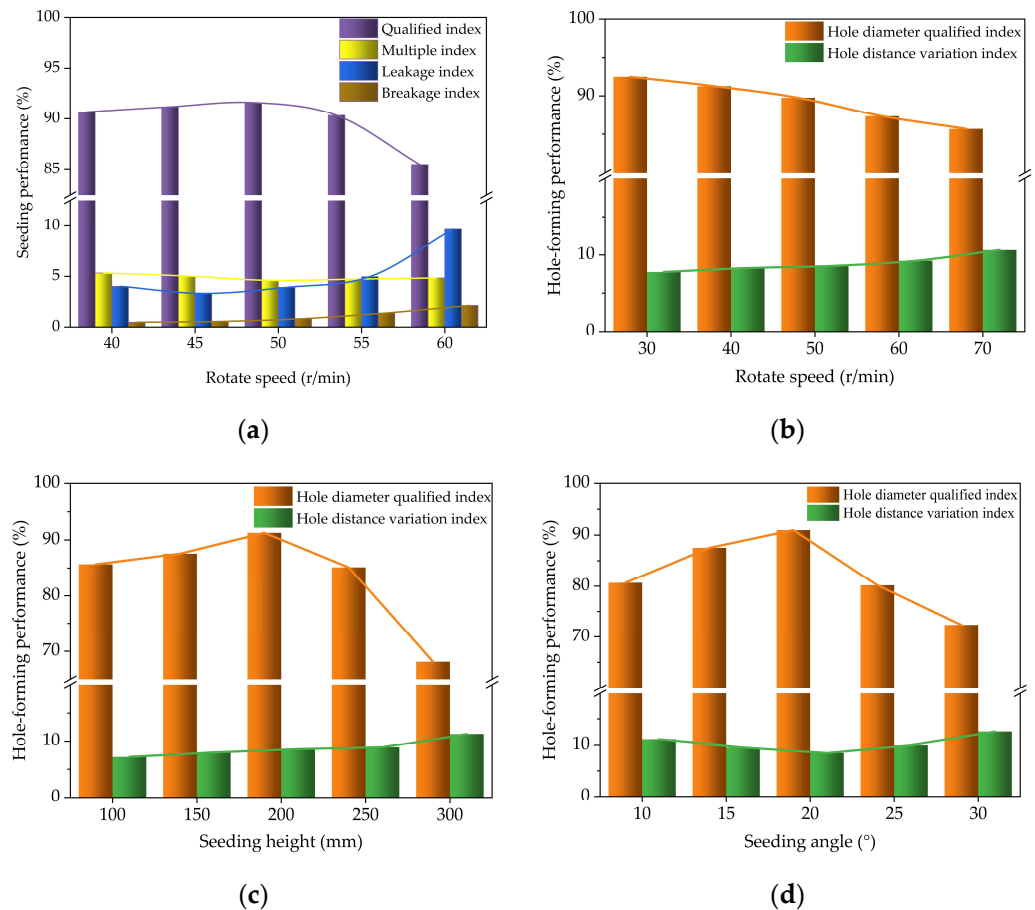 100
90
85
10
5
0
Seeding perfomance (%)
Qualified index
Multiple index
Leakage index
Breakage index
40 45 50 55 60
Rotate speed (r/min)
(a)
100
90
10
0
Hole-forming performance (%)
Hole diameter qualified index
Hole distance variation index
30 40 50 60 70
Rotate speed (r/min)
(b)
100
90
80
70
10
0
Hole-forming performance (%)
Hole diameter qualified index
Hole distance variation index
100 150 200 250 300
Seeding height (mm)
(c)
100
90
80
70
10
0
Hole-forming performance (%)
Hole diameter qualified index
Hole distance variation index
10 15 20 25 30
Seeding angle (°)
(d)